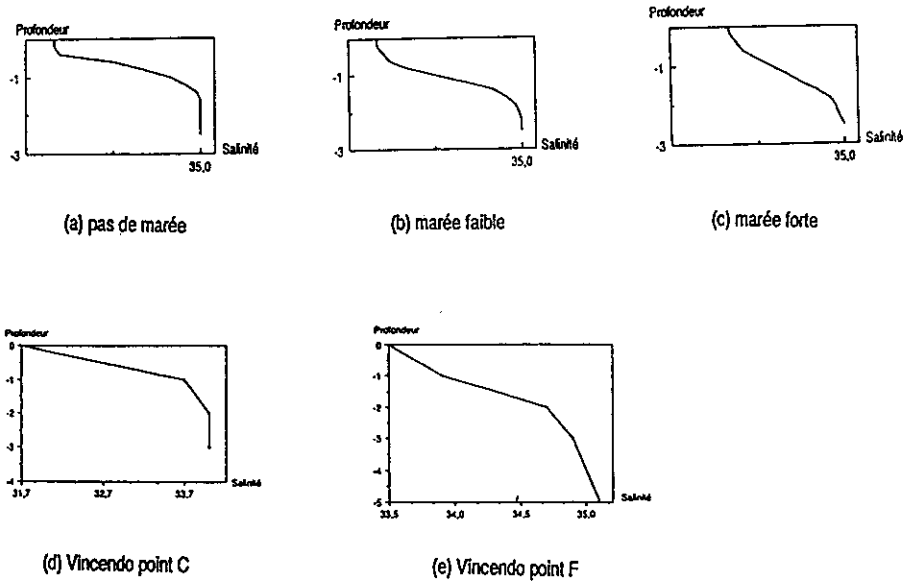 Profondeur
-1
-3
Salinité
35,0
(a) pas de marée
Profondeur
-1
-3
Salinité
35,0
(b) marée faible
Profondeur
-1
-3
Salinité
35,0
(c) marée forte
Profondeur
0
-1
-2
-3
-4
31,7
32,7
33,7
Salinité
(d) Vincendo point C
Profondeur
0
-1
-2
-3
-4
-5
33,5
34,0
34,5
35,0
Salinité
(e) Vincendo point F